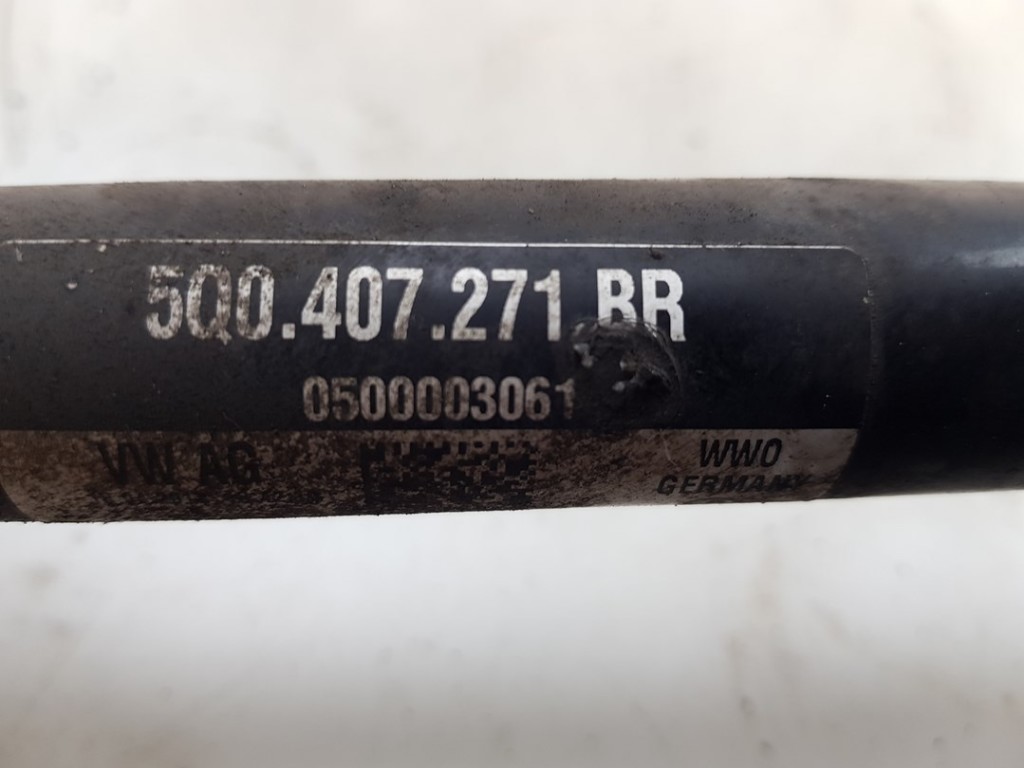 5Q0.407.271 BR
0500003061
VW AG
WWO
GERMANY